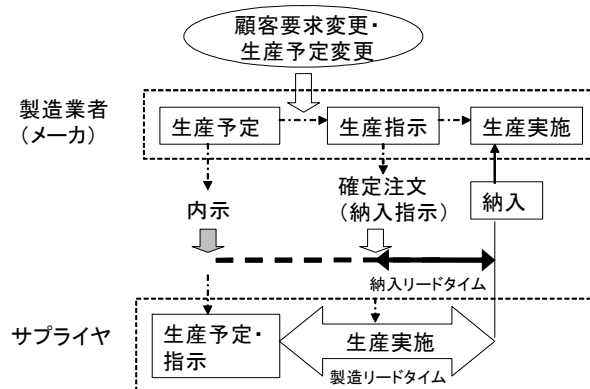 顧客要求変更・
生産予定変更
製造業者
(メーカ)
生産予定
生産指示
生産実施
内示
確定注文
(納入指示)
納入
納入リードタイム
サプライヤ
生産予定・
指示
生産実施
製造リードタイム